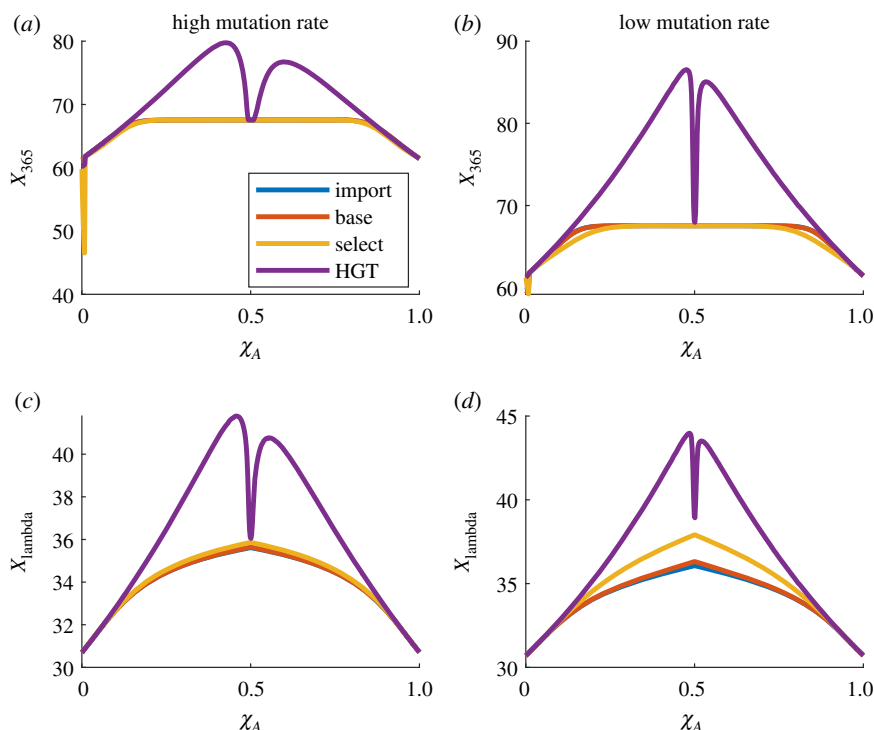 (a) high mutation rate
(b) low mutation rate
80
70
60
50
40
X365
import
base
select
HGT
0 0.5 1.0
χA
90
80
70
60
X365
0 0.5 1.0
χA
(c)
40
38
36
34
32
30
Xlambda
0 0.5 1.0
χA
(d)
45
40
35
30
Xlambda
0 0.5 1.0
χA